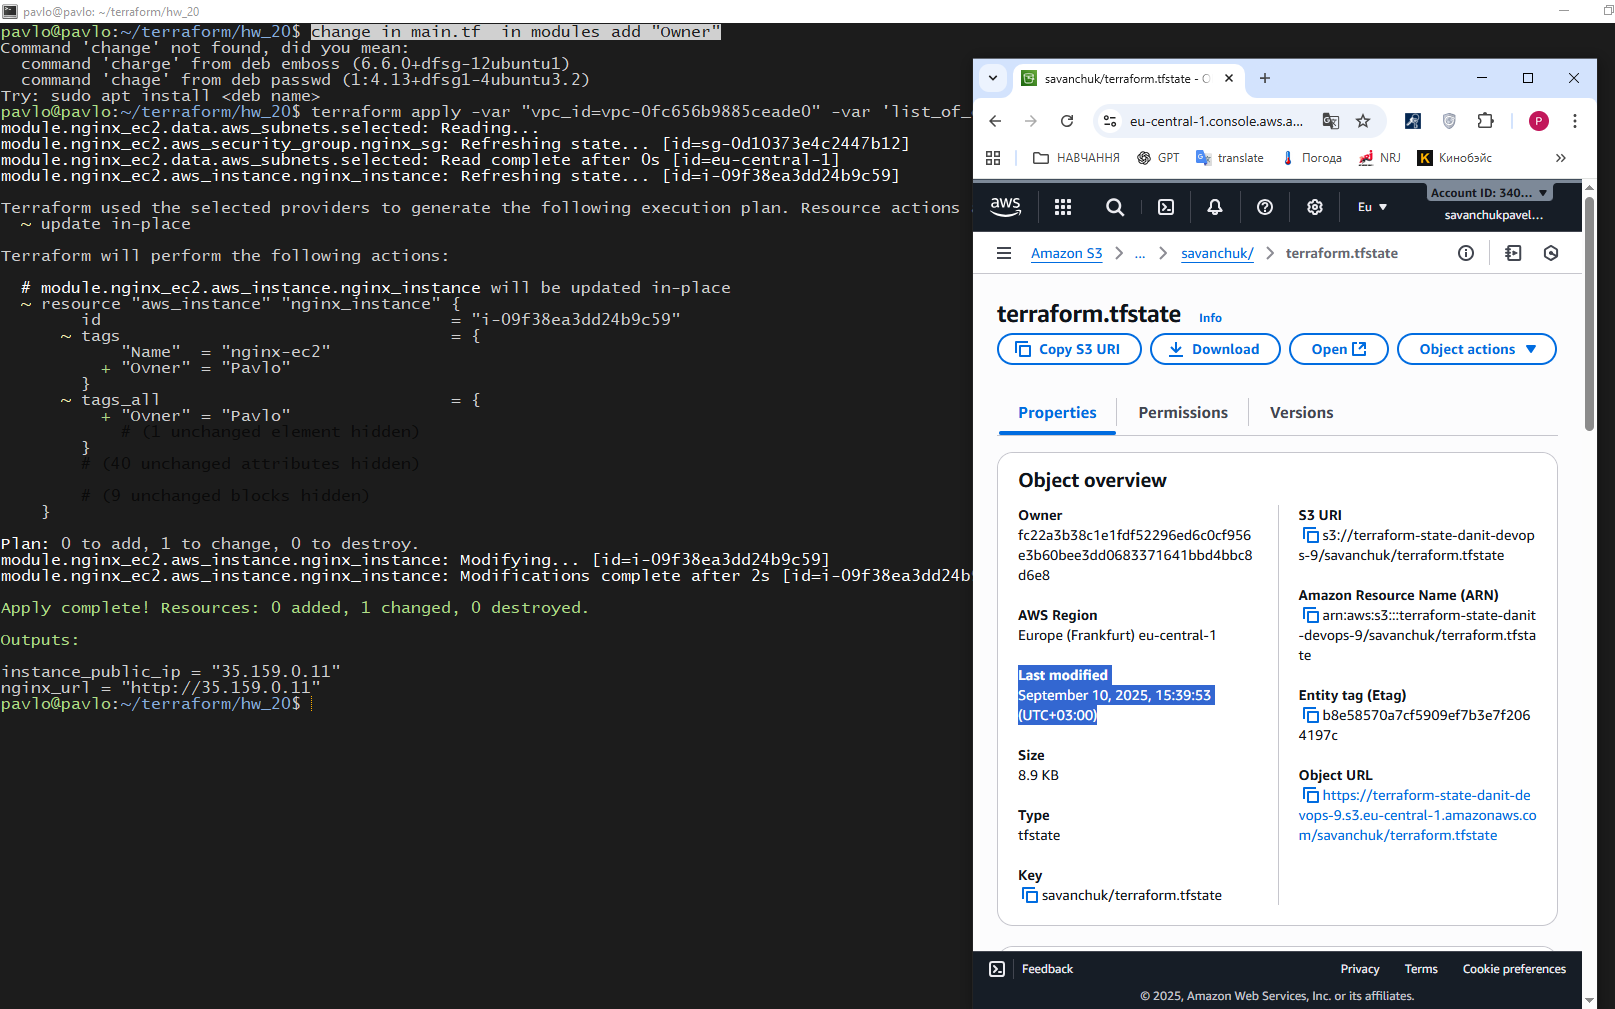 pavlo@pavlo: ~/terraform/hw_20
pavlo@pavlo:~/terraform/hw_20$ change in main.tf  in modules add "Owner"
Command 'change' not found, did you mean:
  command 'charge' from deb emboss (6.6.0+dfsg-12ubuntu1)
  command 'chage' from deb passwd (1:4.13+dfsg1-4ubuntu3.2)
Try: sudo apt install <deb name>
pavlo@pavlo:~/terraform/hw_20$ terraform apply -var "vpc_id=vpc-0fc656b9885ceade0" -var 'list_of_
module.nginx_ec2.data.aws_subnets.selected: Reading...
module.nginx_ec2.aws_security_group.nginx_sg: Refreshing state... [id=sg-0d10373e4c2447b12]
module.nginx_ec2.data.aws_subnets.selected: Read complete after 0s [id=eu-central-1]
module.nginx_ec2.aws_instance.nginx_instance: Refreshing state... [id=i-09f38ea3dd24b9c59]
Terraform used the selected providers to generate the following execution plan. Resource actions
  ~ update in-place
Terraform will perform the following actions:
  # module.nginx_ec2.aws_instance.nginx_instance will be updated in-place
  ~ resource "aws_instance" "nginx_instance" {
        id                                   = "i-09f38ea3dd24b9c59"
      ~ tags                                 = {
            "Name"  = "nginx-ec2"
          + "Owner" = "Pavlo"
        }
      ~ tags_all                             = {
          + "Owner" = "Pavlo"
            # (1 unchanged element hidden)
        }
        # (40 unchanged attributes hidden)
        # (9 unchanged blocks hidden)
    }
Plan: 0 to add, 1 to change, 0 to destroy.
module.nginx_ec2.aws_instance.nginx_instance: Modifying... [id=i-09f38ea3dd24b9c59]
module.nginx_ec2.aws_instance.nginx_instance: Modifications complete after 2s [id=i-09f38ea3dd24b
Apply complete! Resources: 0 added, 1 changed, 0 destroyed.
Outputs:
instance_public_ip = "35.159.0.11"
nginx_url = "http://35.159.0.11"
pavlo@pavlo:~/terraform/hw_20$
savanchuk/terraform.tfstate - O
eu-central-1.console.aws.a...
P
НАВЧАННЯ
GPT
translate
Погода
NRJ
K Кинобэйс
»
aws
Eu
Account ID: 340...
savanchukpavel...
Amazon S3 > ... > savanchuk/ > terraform.tfstate
terraform.tfstate Info
Copy S3 URI
Download
Open
Object actions
Properties
Permissions
Versions
Object overview
Owner
fc22a3b38c1e1fdf52296ed6c0cf956
e3b60bee3dd0683371641bbd4bbc8
d6e8
AWS Region
Europe (Frankfurt) eu-central-1
Last modified
September 10, 2025, 15:39:53
(UTC+03:00)
Size
8.9 KB
Type
tfstate
Key
savanchuk/terraform.tfstate
S3 URI
s3://terraform-state-danit-devop
s-9/savanchuk/terraform.tfstate
Amazon Resource Name (ARN)
arn:aws:s3:::terraform-state-danit
-devops-9/savanchuk/terraform.tfsta
te
Entity tag (Etag)
b8e58570a7cf5909ef7b3e7f206
4197c
Object URL
https://terraform-state-danit-de
vops-9.s3.eu-central-1.amazonaws.co
m/savanchuk/terraform.tfstate
Feedback
Privacy
Terms
Cookie preferences
© 2025, Amazon Web Services, Inc. or its affiliates.